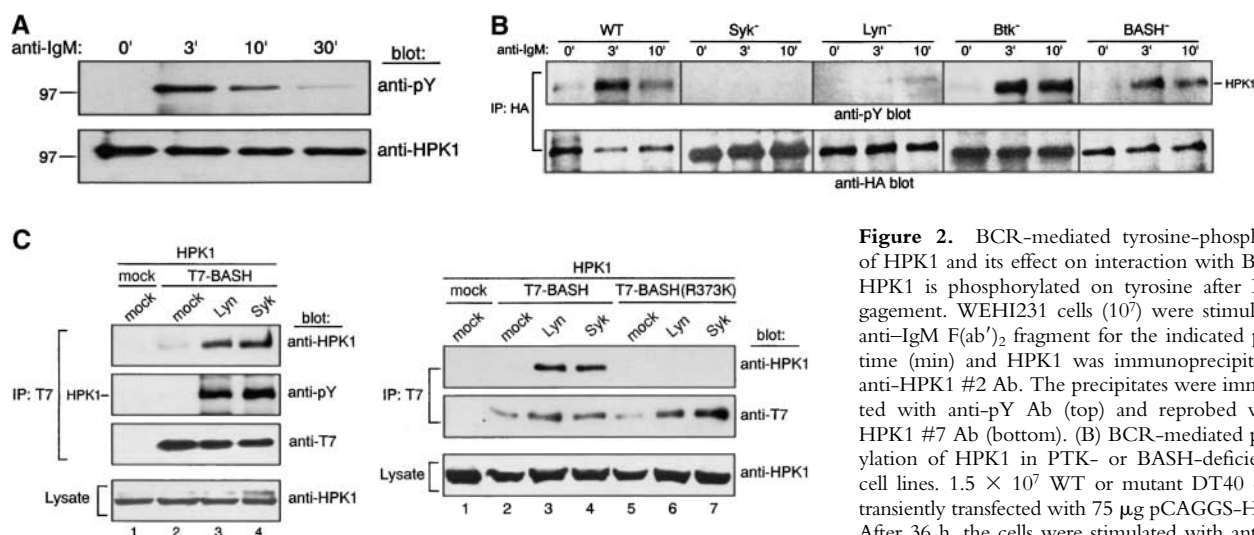 A
anti-IgM: 0' 3' 10' 30' blot:
97 anti-pY
97 anti-HPK1
B
WT Syk⁻ Lyn⁻ Btk⁻ BASH⁻
anti-IgM: 0' 3' 10' 0' 3' 10' 0' 3' 10' 0' 3' 10' 0' 3' 10'
HPK1
IP: HA
anti-pY blot
anti-HA blot
C
HPK1
mock T7-BASH
mock mock Lyn Syk blot:
anti-HPK1
IP: T7 HPK1 anti-pY
anti-T7
Lysate anti-HPK1
1 2 3 4
HPK1
mock T7-BASH T7-BASH(R373K)
mock mock Lyn Syk mock Lyn Syk blot:
anti-HPK1
IP: T7
anti-T7
Lysate anti-HPK1
1 2 3 4 5 6 7
Figure 2. BCR-mediated tyrosine-phosph
of HPK1 and its effect on interaction with B
HPK1 is phosphorylated on tyrosine after
gagement. WEHI231 cells (10⁷) were stimul
anti–IgM F(ab′)₂ fragment for the indicated p
time (min) and HPK1 was immunoprecipit
anti-HPK1 #2 Ab. The precipitates were imm
ted with anti-pY Ab (top) and reprobed w
HPK1 #7 Ab (bottom). (B) BCR-mediated p
ylation of HPK1 in PTK- or BASH-deficie
cell lines. 1.5 × 10⁷ WT or mutant DT40
transiently transfected with 75 μg pCAGGS-H
After 36 h, the cells were stimulated with ant